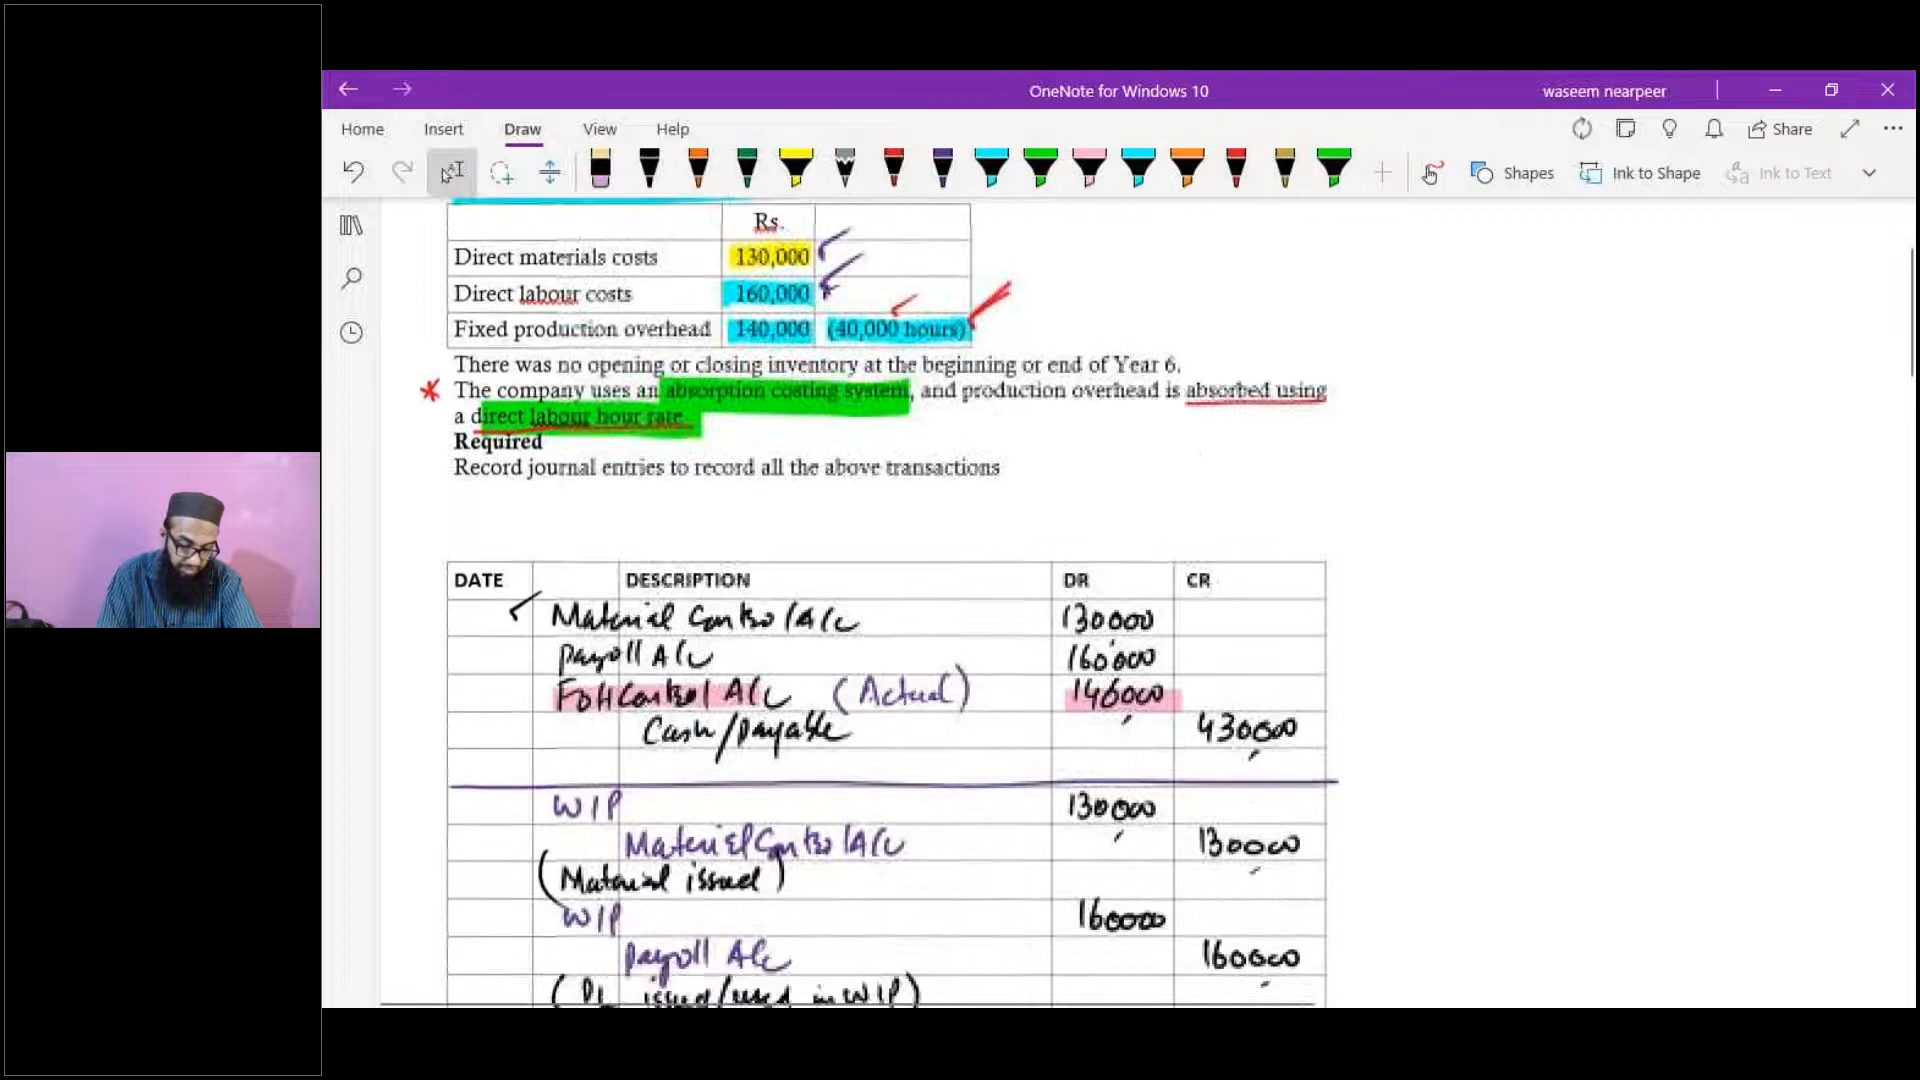 OneNote for Windows 10
waseem nearpeer
Home Insert Draw View Help
Share
Shapes
Ink to Shape
Ink to Text
Rs.
Direct materials costs 130,000
Direct labour costs 160,000
Fixed production overhead 140,000 (40,000 hours)
There was no opening or closing inventory at the beginning or end of Year 6.
* The company uses an absorption costing system, and production overhead is absorbed using
a direct labour hour rate.
Required
Record journal entries to record all the above transactions
DATE DESCRIPTION DR CR
Material Control A/c 130000
payroll A/c 160000
FOH Control A/c (Actual) 140000
Cash/payable 430000
WIP 130000
Material Control A/c 130000
(Material issued)
WIP 160000
payroll A/c 160000
(DL issued/used in WIP)